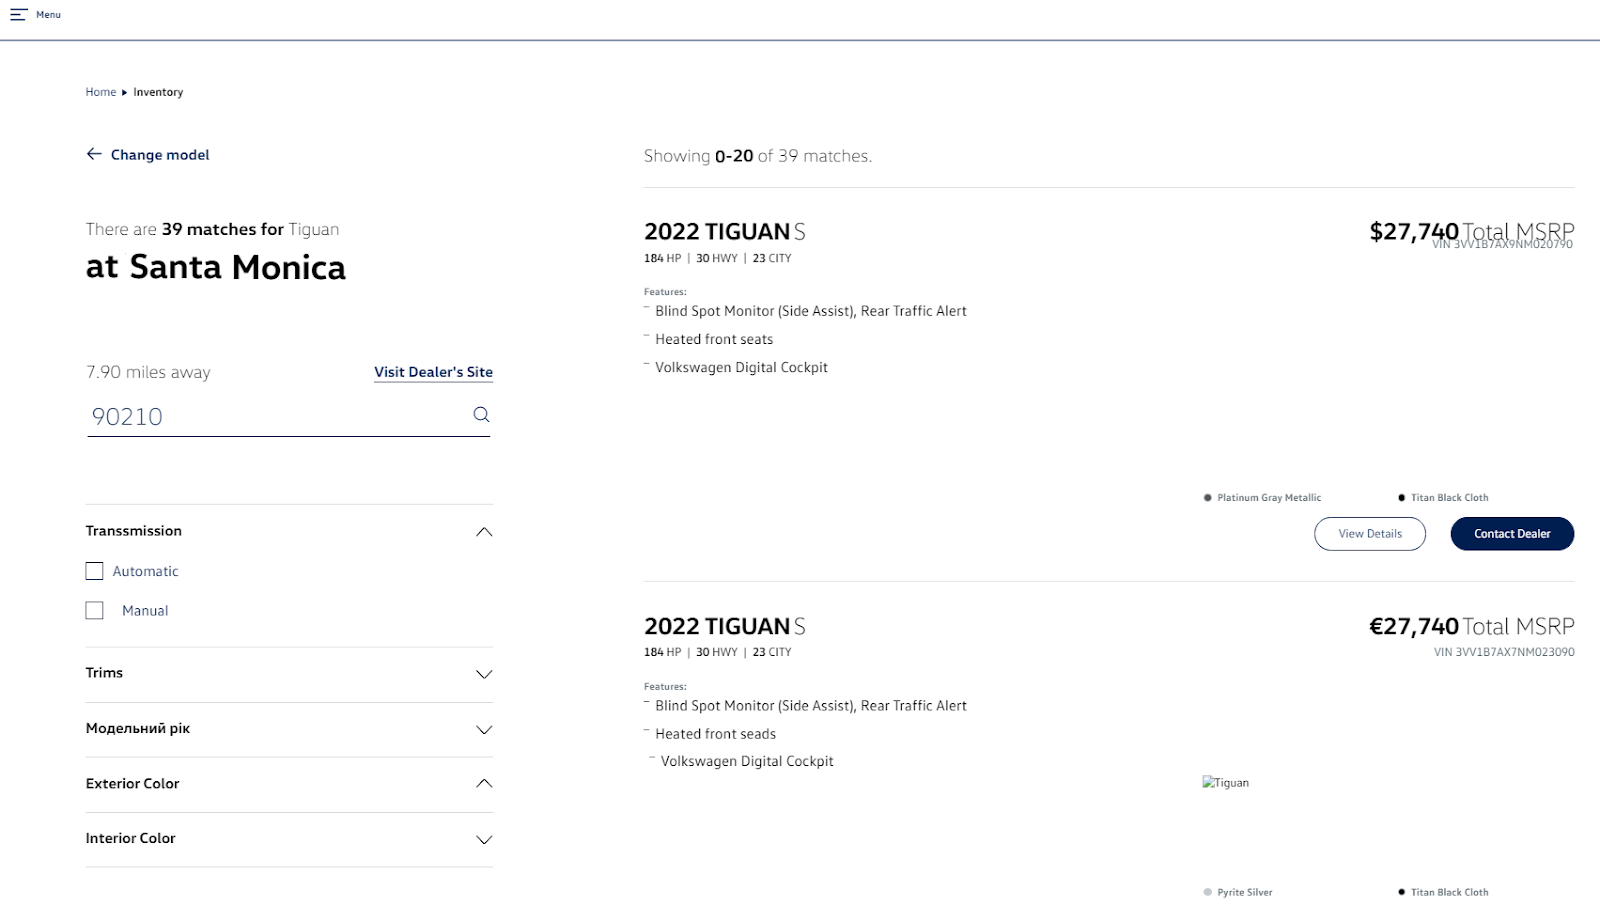 Menu
Home Inventory
Change model
There are 39 matches for Tiguan
at Santa Monica
7.90 miles away Visit Dealer's Site
90210
Transsmission
Automatic
Manual
Trims
Модельний рік
Exterior Color
Interior Color
Showing 0-20 of 39 matches.
2022 TIGUAN S $27,740 Total MSRP
VIN 3VV1B7AX9NM020790
184 HP | 30 HWY | 23 CITY
Features:
– Blind Spot Monitor (Side Assist), Rear Traffic Alert
– Heated front seats
– Volkswagen Digital Cockpit
Platinum Gray Metallic Titan Black Cloth
View Details Contact Dealer
2022 TIGUAN S €27,740 Total MSRP
184 HP | 30 HWY | 23 CITY VIN 3VV1B7AX7NM023090
Features:
– Blind Spot Monitor (Side Assist), Rear Traffic Alert
– Heated front seads
– Volkswagen Digital Cockpit
Tiguan
Pyrite Silver Titan Black Cloth